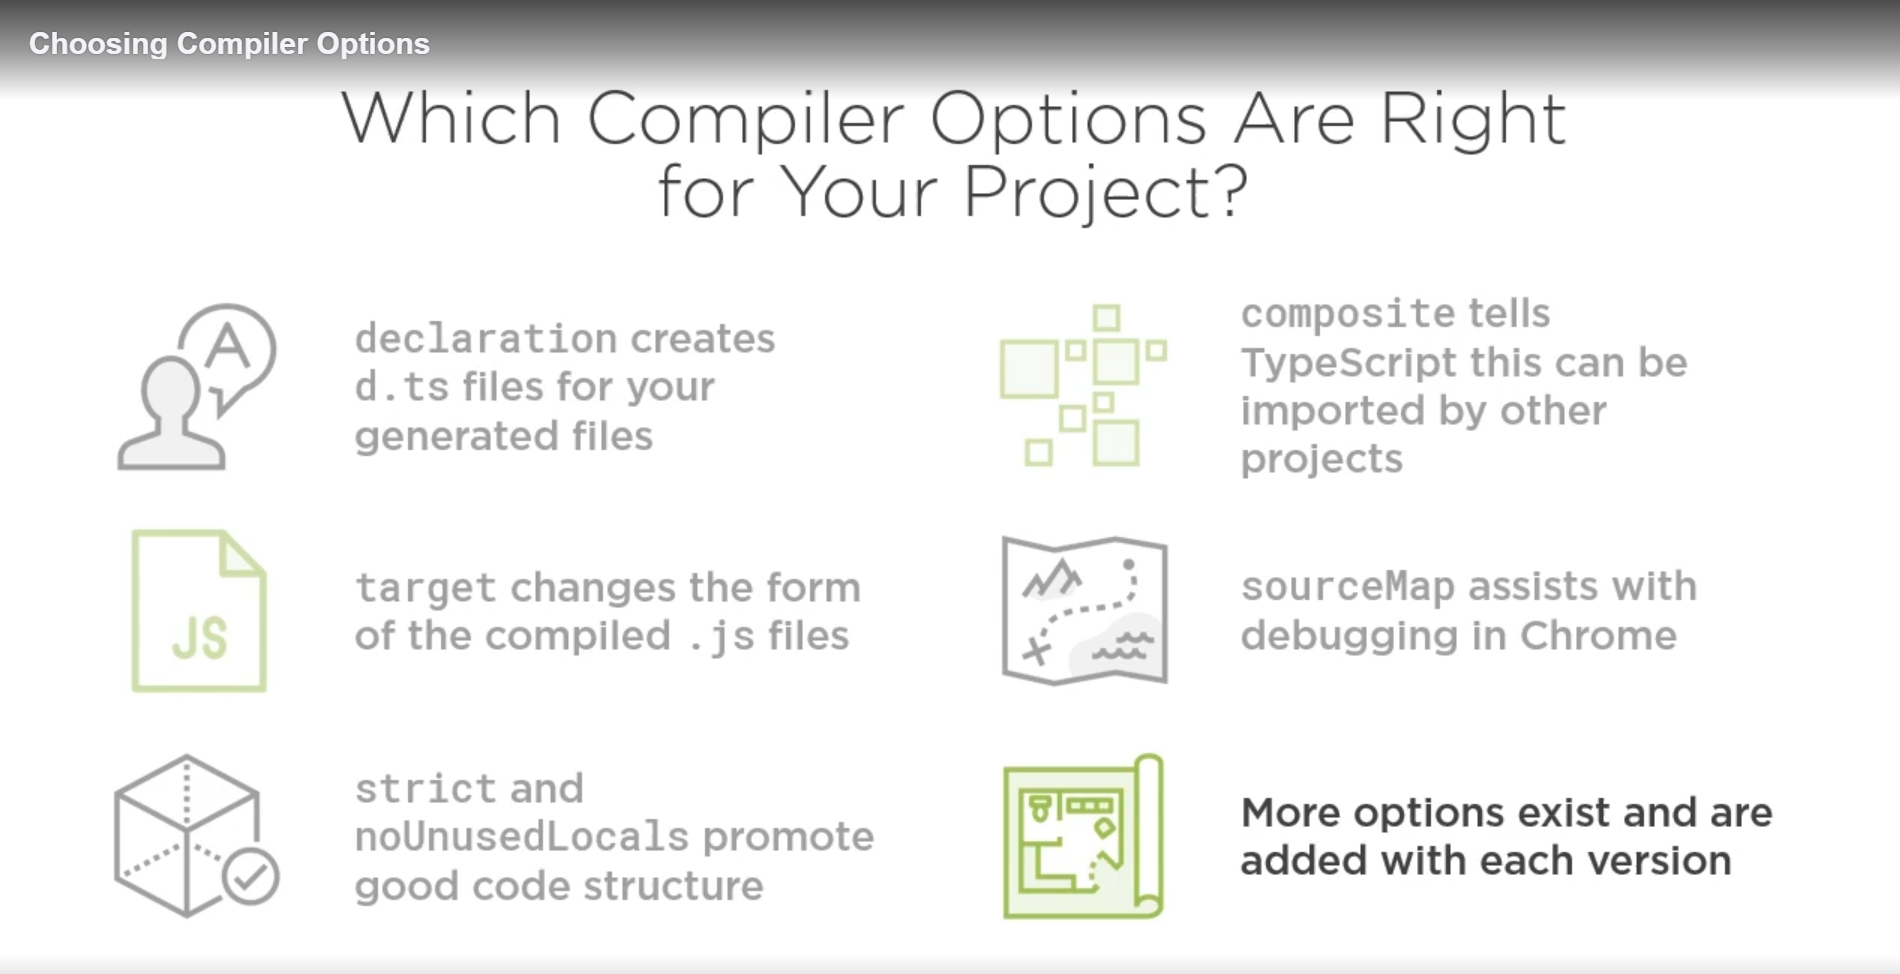 Choosing Compiler Options
Which Compiler Options Are Right
for Your Project?
A
declaration creates
d.ts files for your
generated files
composite tells
TypeScript this can be
imported by other
projects
JS
target changes the form
of the compiled .js files
sourceMap assists with
debugging in Chrome
strict and
noUnusedLocals promote
good code structure
More options exist and are
added with each version